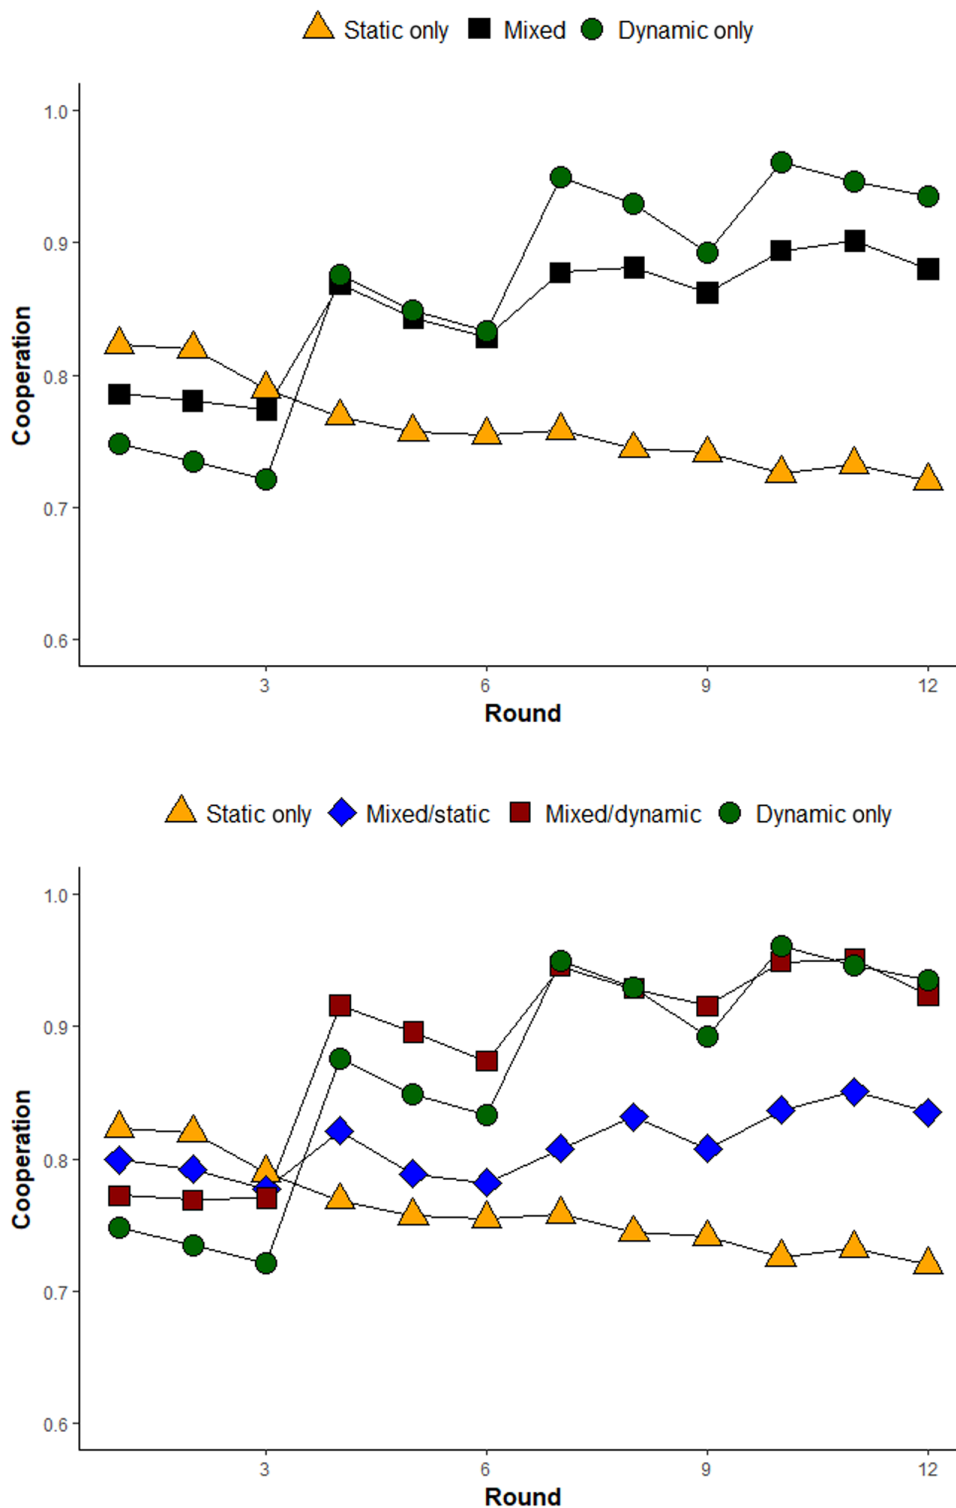 Static only Mixed Dynamic only
1.0
0.9
0.8
0.7
0.6
Cooperation
3 6 9 12
Round
Static only Mixed/static Mixed/dynamic Dynamic only
1.0
0.9
0.8
0.7
0.6
Cooperation
3 6 9 12
Round